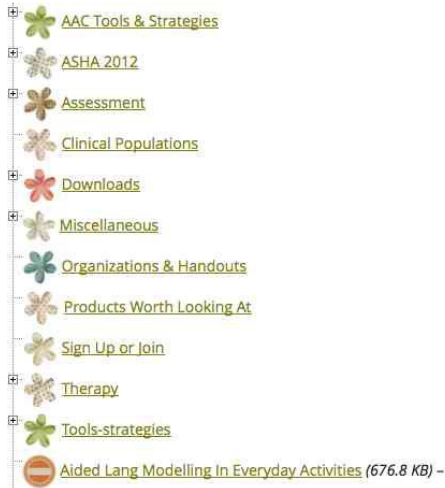 AAC Tools & Strategies
ASHA 2012
Assessment
Clinical Populations
Downloads
Miscellaneous
Organizations & Handouts
Products Worth Looking At
Sign Up or Join
Therapy
Tools-strategies
Aided Lang Modelling In Everyday Activities (676.8 KB) –